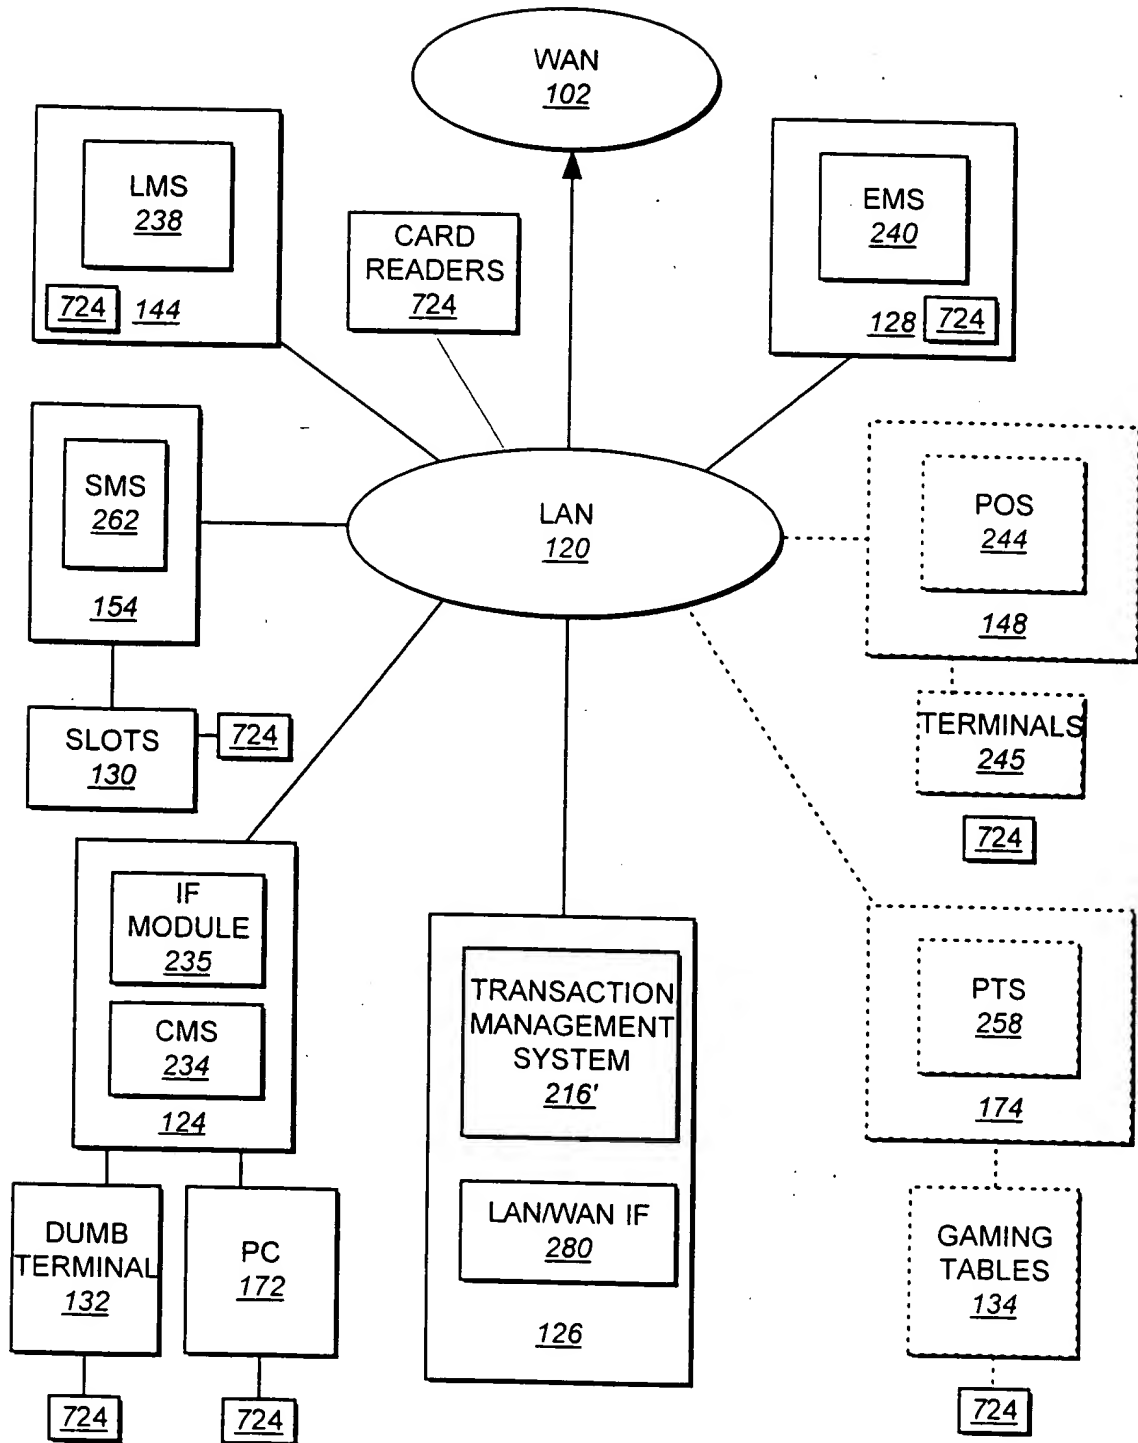 WAN
102
LMS
238
724
144
CARD
READERS
724
EMS
240
128
724
SMS
262
154
LAN
120
POS
244
148
SLOTS
130
724
TERMINALS
245
724
IF
MODULE
235
CMS
234
124
TRANSACTION
MANAGEMENT
SYSTEM
216'
LAN/WAN IF
280
126
PTS
258
174
DUMB
TERMINAL
132
PC
172
GAMING
TABLES
134
724
724
724